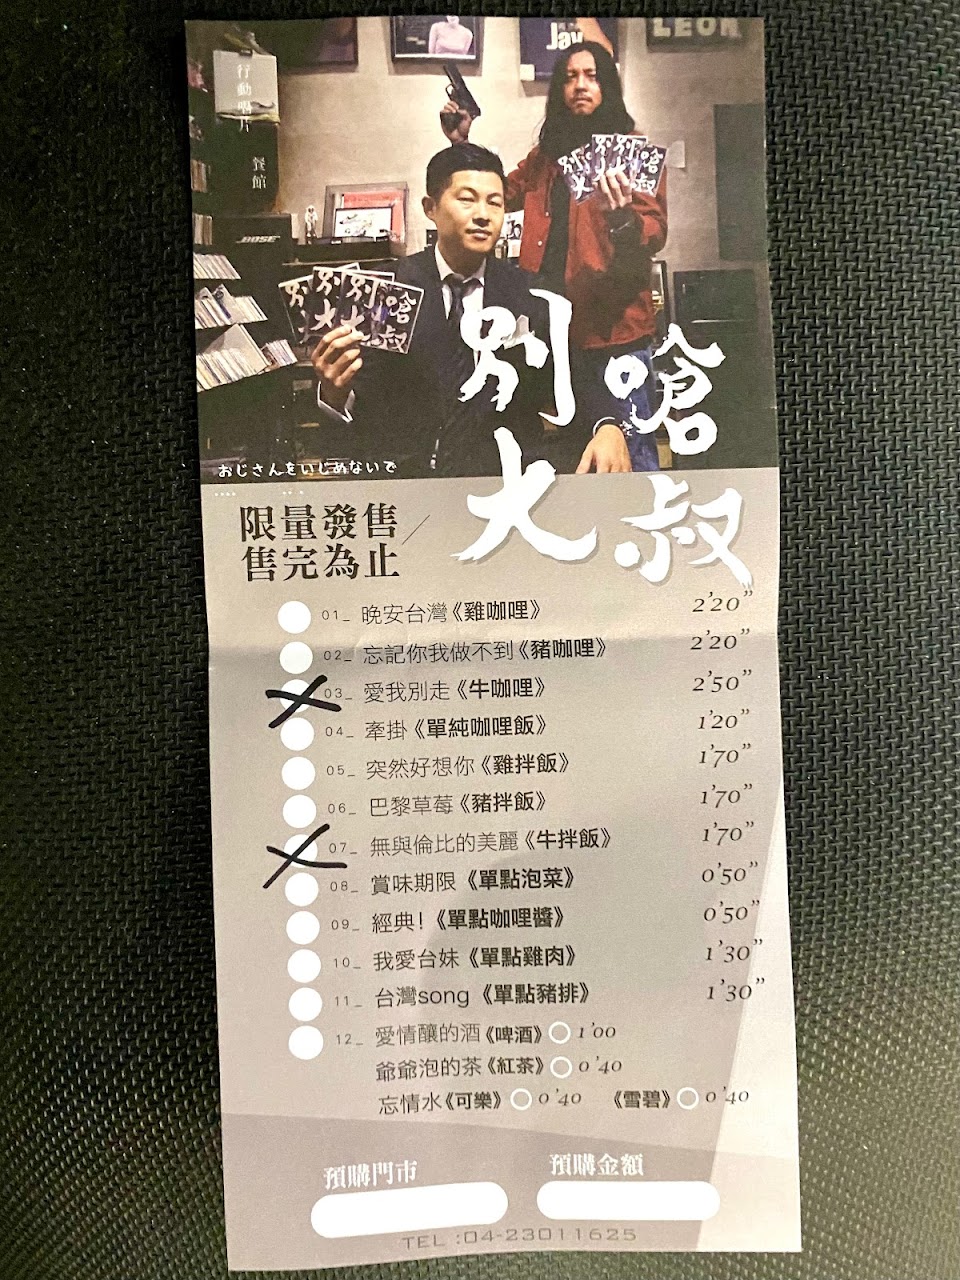 Jay
LEON
行動唱片
餐館
別大 別大 別嗆大叔
BOSE
別 別 別嗆
大 大叔
別嗆
大叔
おじさんをいじめないで
限量發售
售完為止
01_ 晚安台灣《雞咖哩》 2'20”
02_ 忘記你我做不到《豬咖哩》 2'20”
03_ 愛我別走《牛咖哩》 2'50”
04_ 牽掛《單純咖哩飯》 1'20”
05_ 突然好想你《雞拌飯》 1'70”
06_ 巴黎草莓《豬拌飯》 1'70”
07_ 無與倫比的美麗《牛拌飯》 1'70”
08_ 賞味期限《單點泡菜》 0'50”
09_ 經典!《單點咖哩醬》 0'50”
10_ 我愛台妹《單點雞肉》 1'30”
11_ 台灣song《單點豬排》 1'30”
12_ 愛情釀的酒《啤酒》 1'00
爺爺泡的茶《紅茶》 0'40
忘情水《可樂》 0'40 《雪碧》 0'40
預購門市 預購金額
TEL :04-23011625